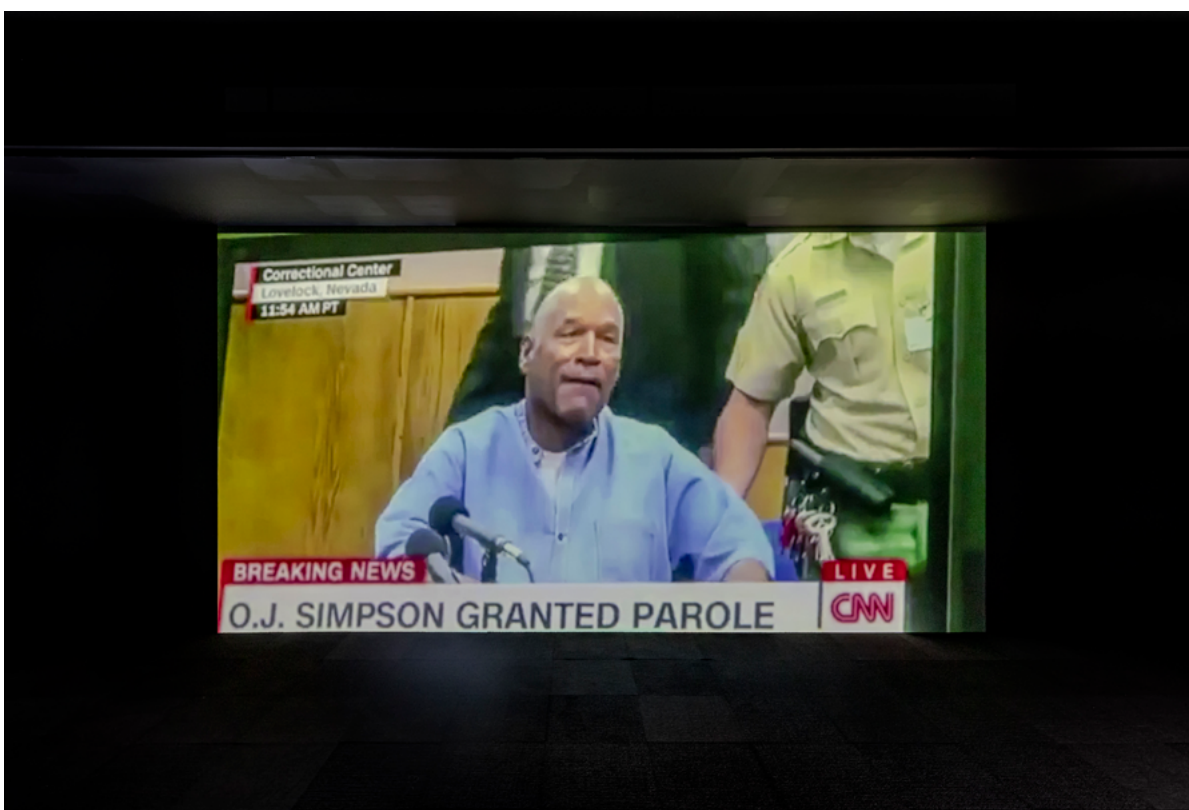 Correctional Center
Lovelock, Nevada
11:54 AM PT
BREAKING NEWS
LIVE
O.J. SIMPSON GRANTED PAROLE
CNN